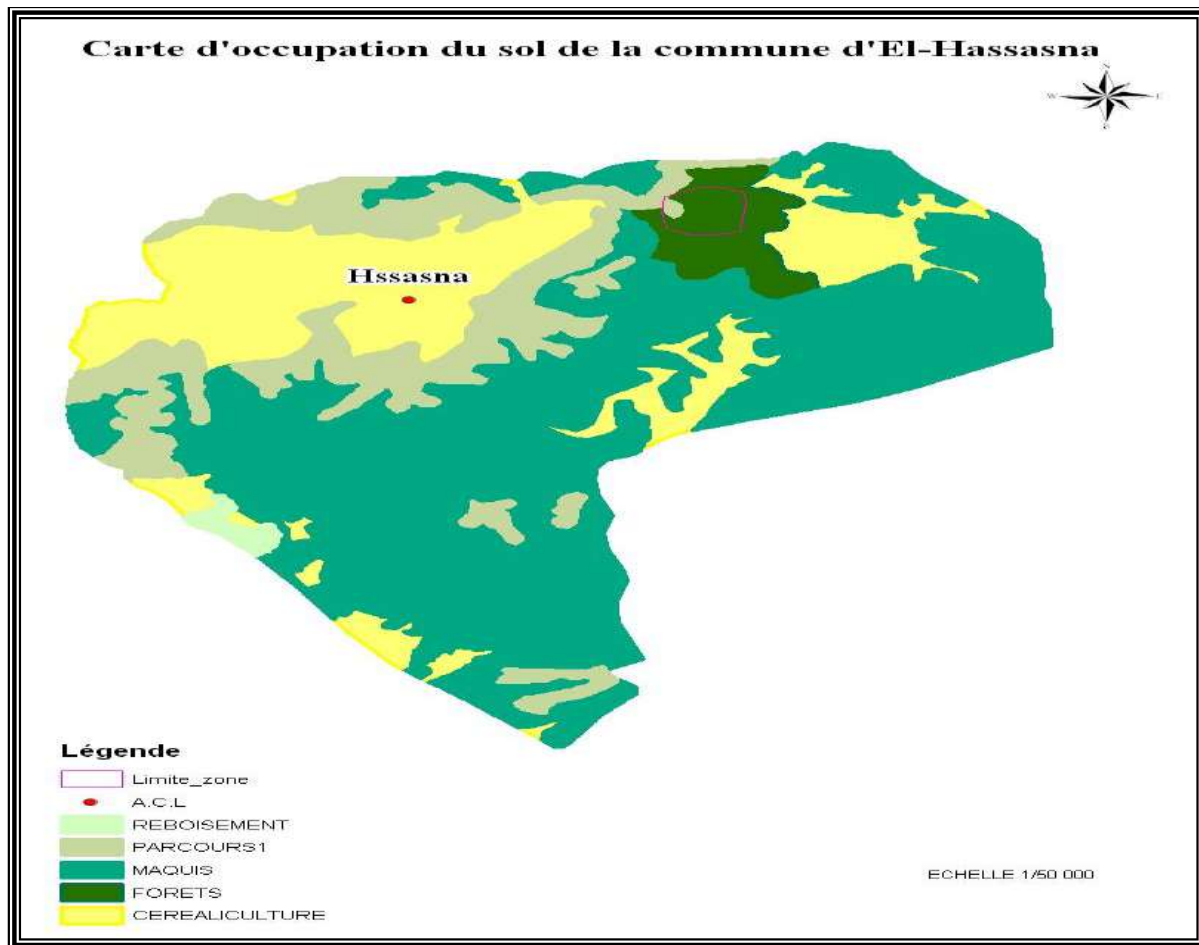 Carte d'occupation du sol de la commune d'El-Hassasna
N
W E
S
Hssasna
Légende
Limite_zone
A.C.L
REBOISEMENT
PARCOURS1
MAQUIS
FORETS
CEREALICULTURE
ECHELLE 1/50 000